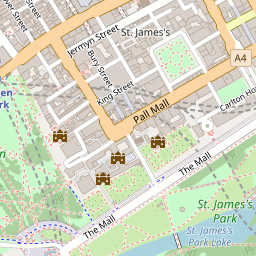 St. James's
Jermyn Street
Bury Street
King Street
A4
Pall Mall
Carlton Ho
en
Park
The Mall
The Mall
St. James's
Park
St. James's
Park Lake